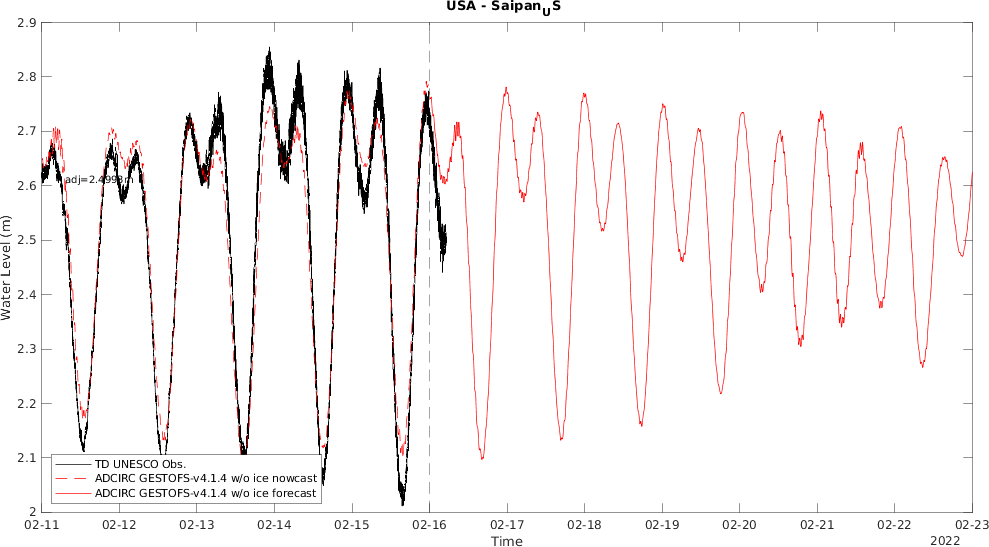 USA - SaipanUS
2.9
2.8
2.7
2.6
2.5
2.4
2.3
2.2
2.1
2
Water Level (m)
adj=2.4993m
TD UNESCO Obs.
ADCIRC GESTOFS-v4.1.4 w/o ice nowcast
ADCIRC GESTOFS-v4.1.4 w/o ice forecast
02-11 02-12 02-13 02-14 02-15 02-16 02-17 02-18 02-19 02-20 02-21 02-22 02-23
Time
2022